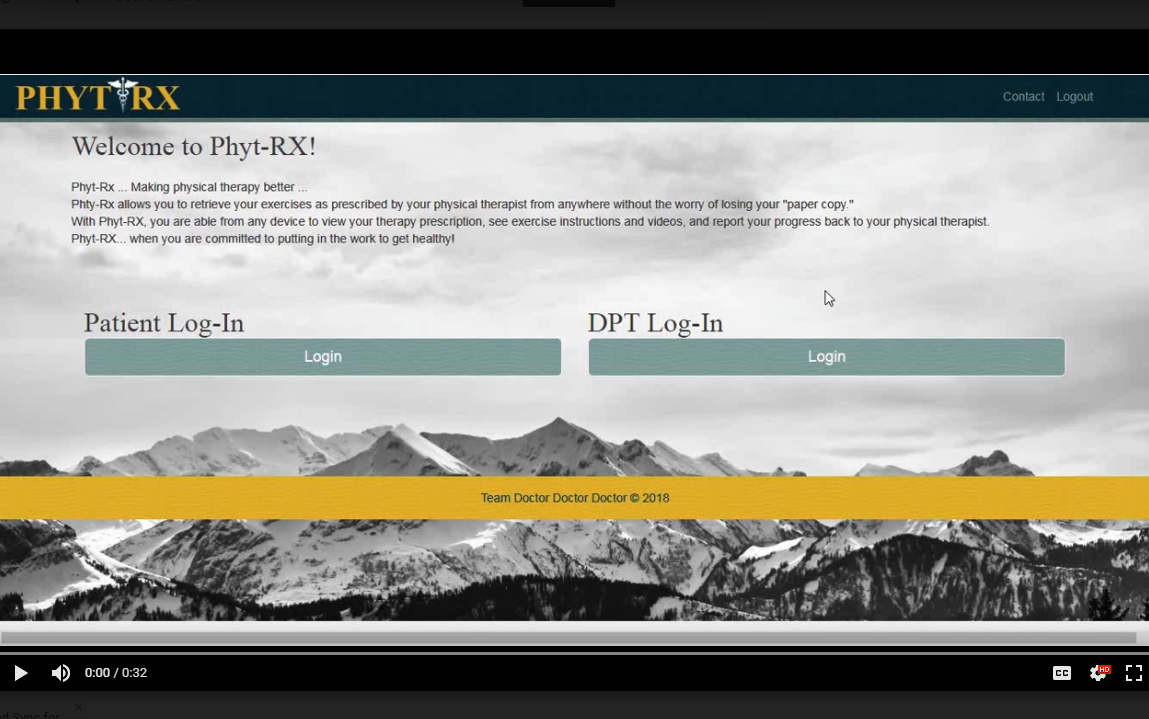 PHYT RX
Contact Logout
Welcome to Phyt-RX!
Phyt-Rx ... Making physical therapy better ...
Phty-Rx allows you to retrieve your exercises as prescribed by your physical therapist from anywhere without the worry of losing your "paper copy."
With Phyt-RX, you are able from any device to view your therapy prescription, see exercise instructions and videos, and report your progress back to your physical therapist.
Phyt-RX... when you are committed to putting in the work to get healthy!
Patient Log-In
DPT Log-In
Login
Login
Team Doctor Doctor Doctor © 2018
0:00 / 0:32
CC
HD